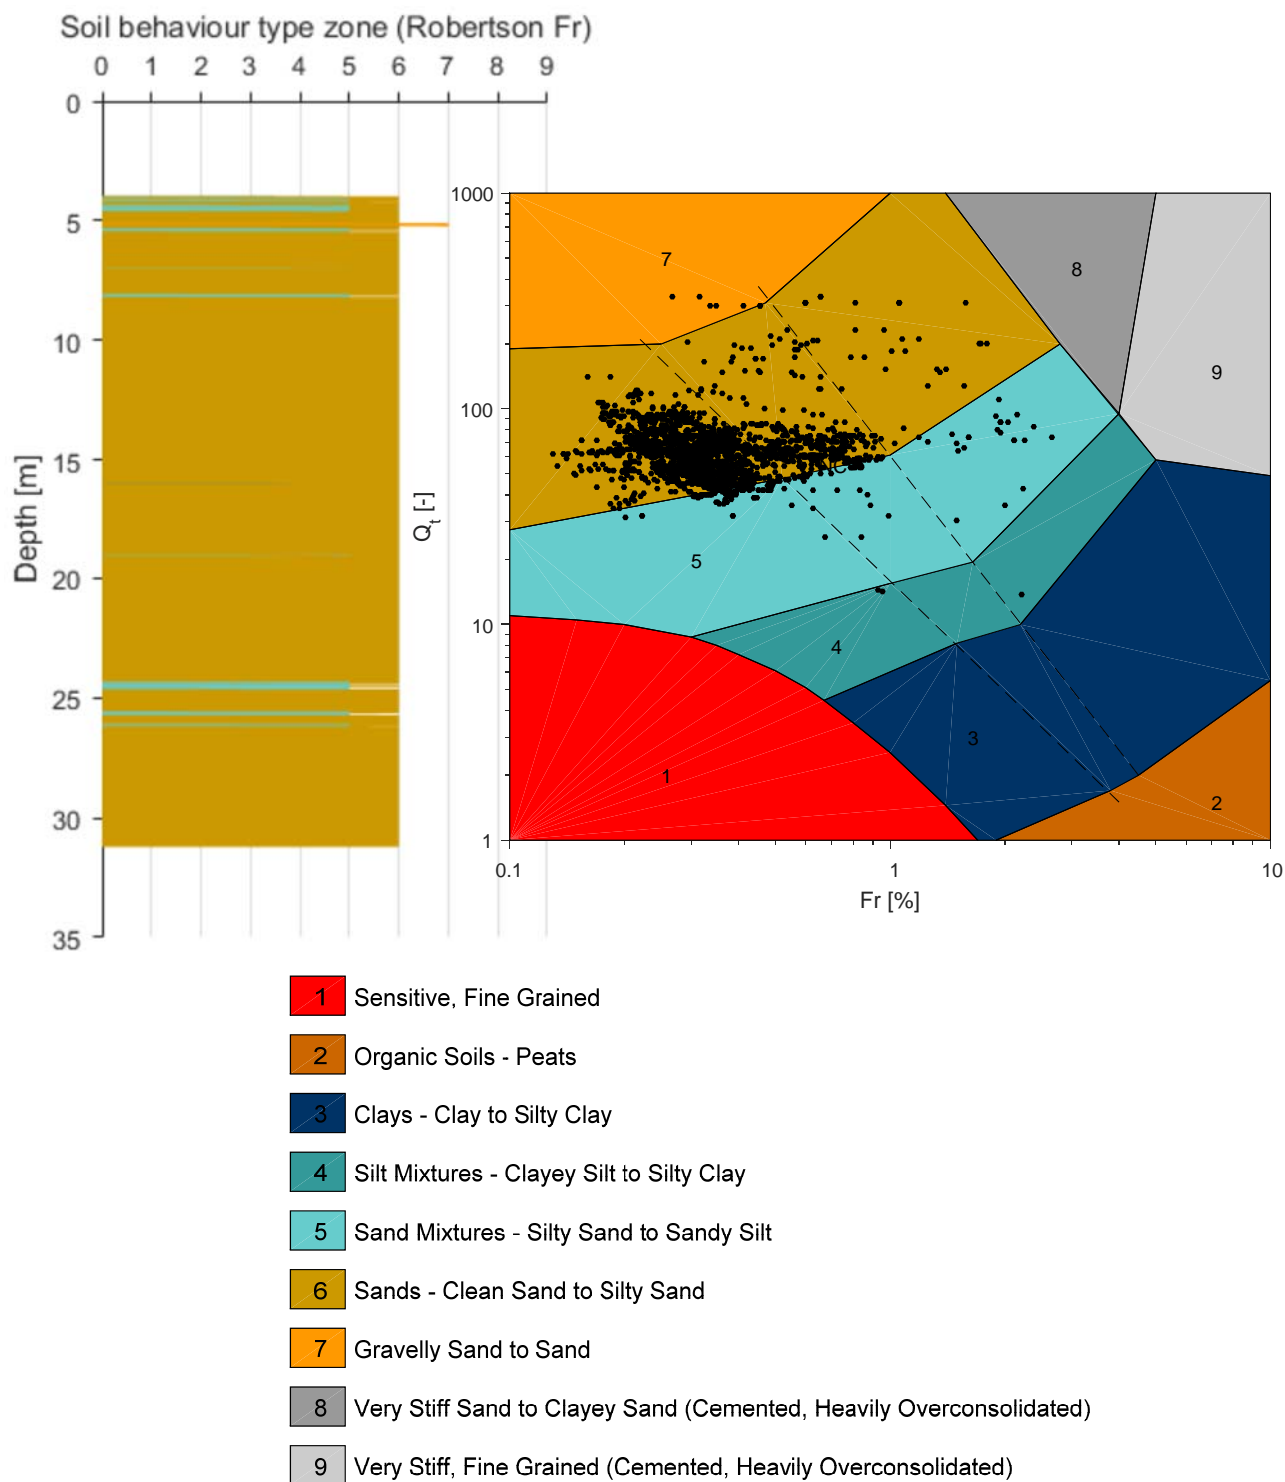 Soil behaviour type zone (Robertson Fr)
0 1 2 3 4 5 6 7 8 9
0
5
10
15
20
25
30
35
Depth [m]
1000
100
10
1
Qt [-]
7
8
9
5
4
3
1
2
0.1 1 10
Fr [%]
1 Sensitive, Fine Grained
2 Organic Soils - Peats
3 Clays - Clay to Silty Clay
4 Silt Mixtures - Clayey Silt to Silty Clay
5 Sand Mixtures - Silty Sand to Sandy Silt
6 Sands - Clean Sand to Silty Sand
7 Gravelly Sand to Sand
8 Very Stiff Sand to Clayey Sand (Cemented, Heavily Overconsolidated)
9 Very Stiff, Fine Grained (Cemented, Heavily Overconsolidated)